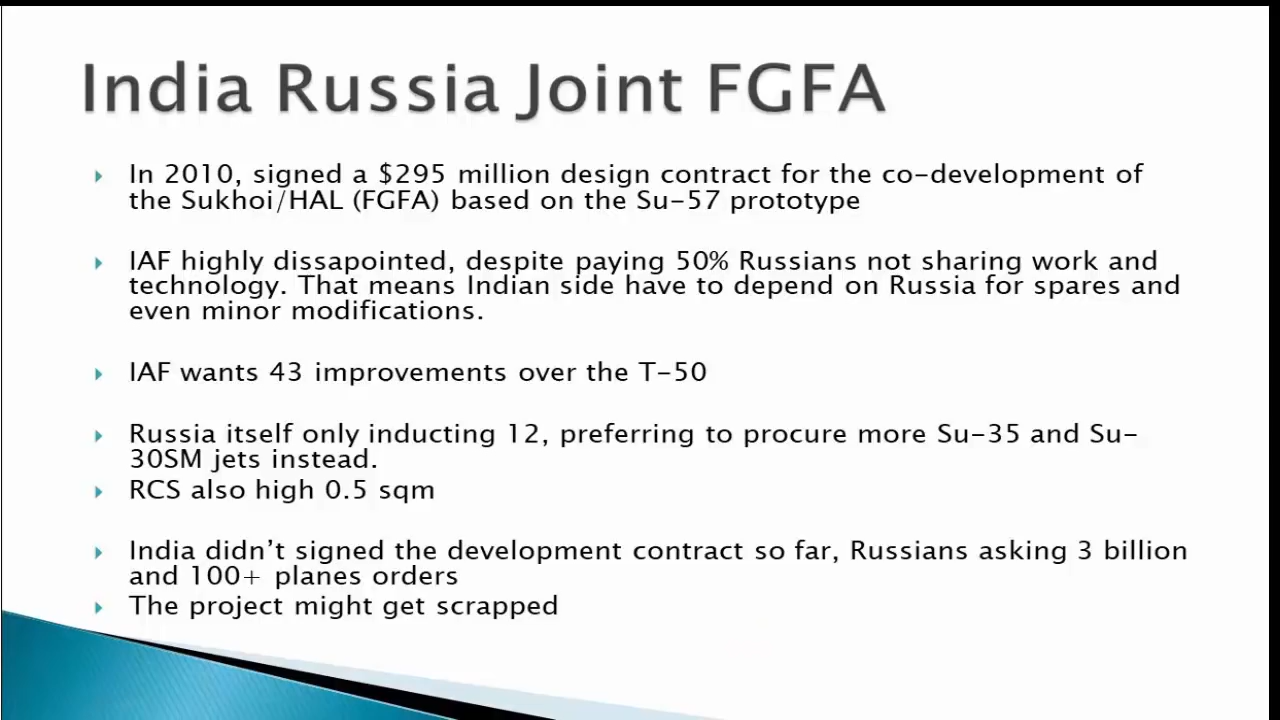 India Russia Joint FGFA
In 2010, signed a $295 million design contract for the co-development of
the Sukhoi/HAL (FGFA) based on the Su-57 prototype
IAF highly dissapointed, despite paying 50% Russians not sharing work and
technology. That means Indian side have to depend on Russia for spares and
even minor modifications.
IAF wants 43 improvements over the T-50
Russia itself only inducting 12, preferring to procure more Su-35 and Su-
30SM jets instead.
RCS also high 0.5 sqm
India didn’t signed the development contract so far, Russians asking 3 billion
and 100+ planes orders
The project might get scrapped